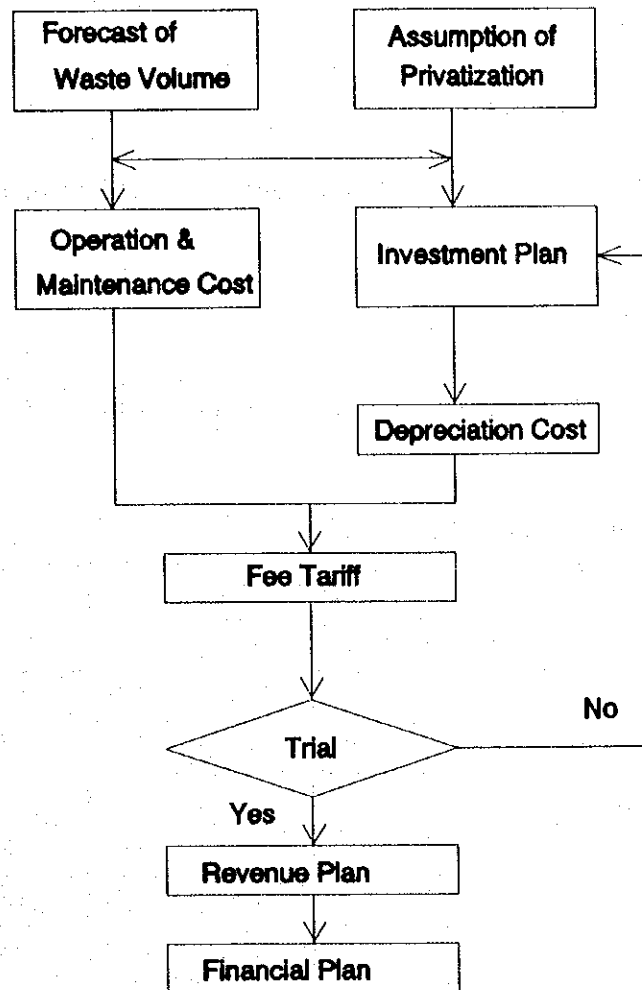 Forecast of
Waste Volume
Assumption of
Privatization
Operation &
Maintenance Cost
Investment Plan
Depreciation Cost
Fee Tariff
Trial
No
Yes
Revenue Plan
Financial Plan